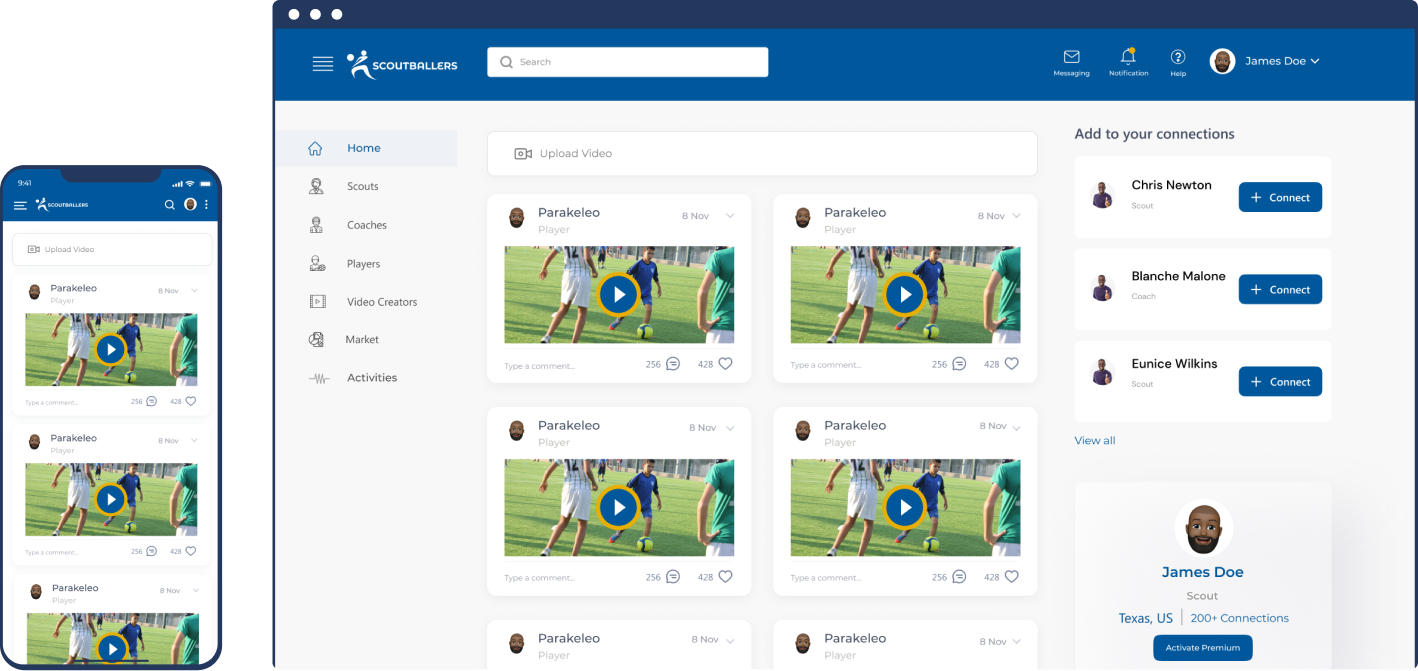 9:41
SCOUTBALLERS
Upload Video
Parakeleo
8 Nov
Player
Type a comment...
256
428
Parakeleo
8 Nov
Player
Type a comment...
256
428
Parakeleo
8 Nov
Player
SCOUTBALLERS
Search
Messaging
Notification
Help
James Doe
Home
Scouts
Coaches
Players
Video Creators
Market
Activities
Upload Video
Parakeleo
8 Nov
Player
12
Type a comment...
256
428
Parakeleo
8 Nov
Player
12
Type a comment...
256
428
Parakeleo
8 Nov
Player
12
Type a comment...
256
428
Parakeleo
8 Nov
Player
12
Type a comment...
256
428
Parakeleo
8 Nov
Player
Parakeleo
8 Nov
Player
Add to your connections
Chris Newton
Scout
+ Connect
Blanche Malone
Coach
+ Connect
Eunice Wilkins
Scout
+ Connect
View all
James Doe
Scout
Texas, US | 200+ Connections
Activate Premium